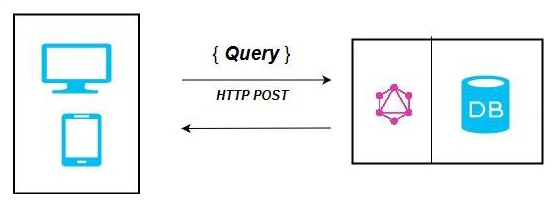 { Query }
HTTP POST
DB